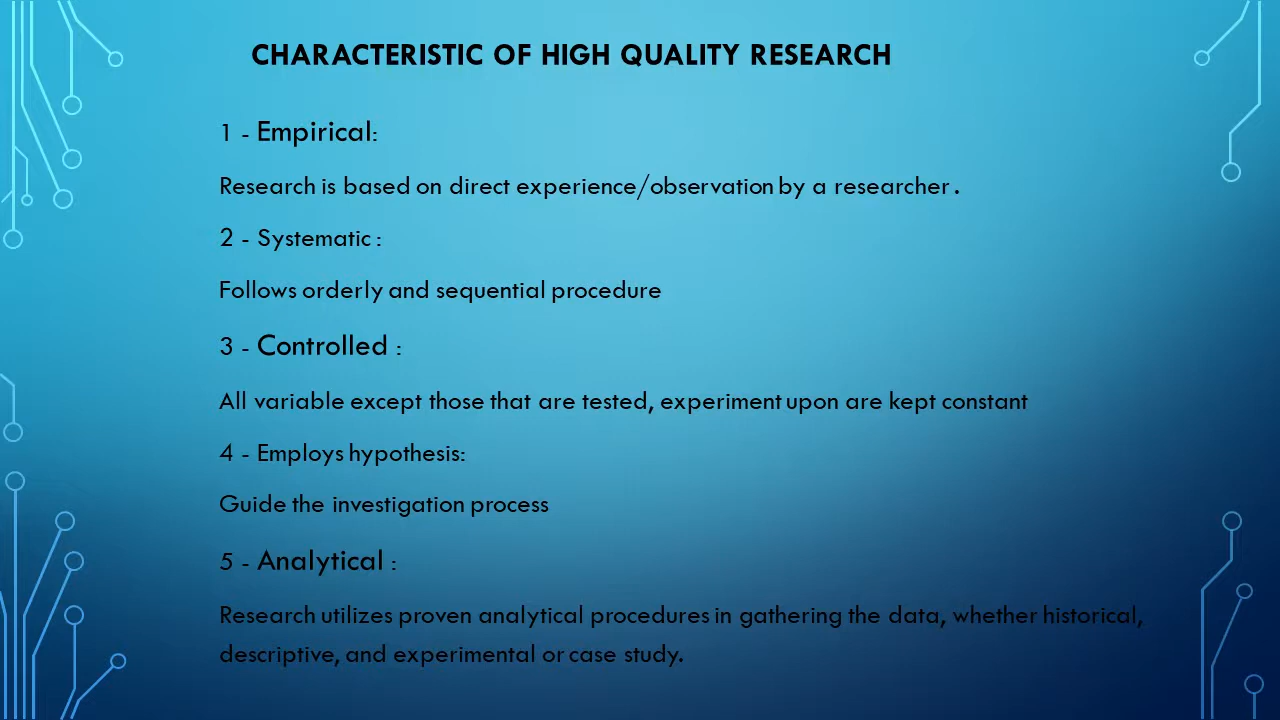 CHARACTERISTIC OF HIGH QUALITY RESEARCH
1 - Empirical:
Research is based on direct experience/observation by a researcher .
2 - Systematic :
Follows orderly and sequential procedure
3 - Controlled :
All variable except those that are tested, experiment upon are kept constant
4 - Employs hypothesis:
Guide the investigation process
5 - Analytical :
Research utilizes proven analytical procedures in gathering the data, whether historical,
descriptive, and experimental or case study.